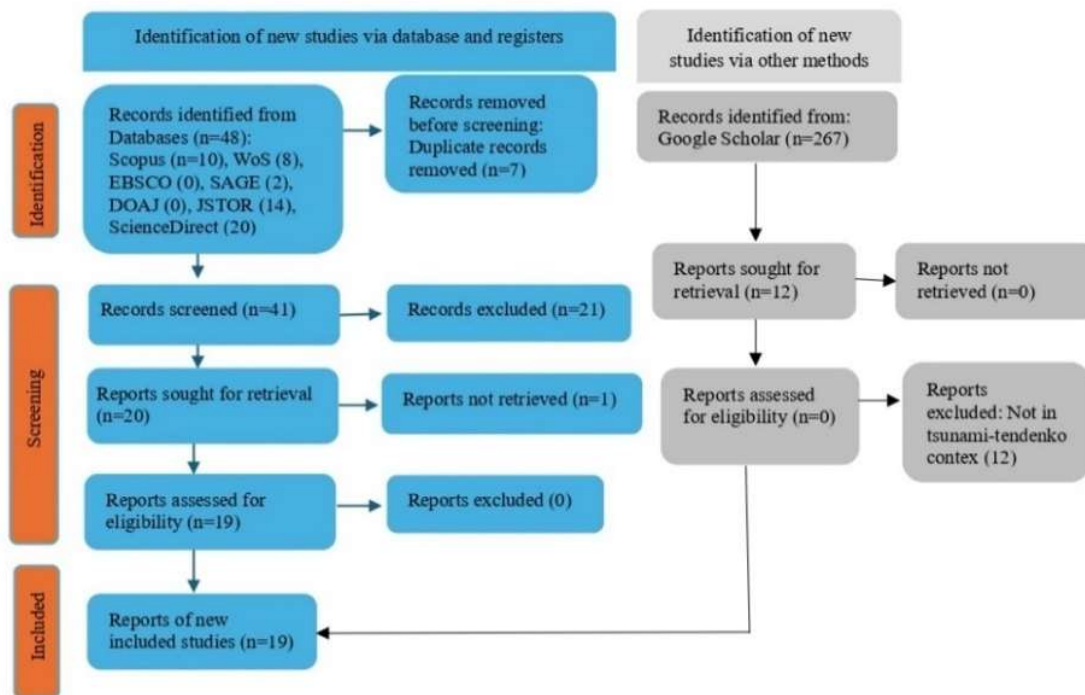 Identification of new studies via database and registers
Identification of new
studies via other methods
Identification
Records identified from
Databases (n=48):
Scopus (n=10), WoS (8),
EBSCO (0), SAGE (2),
DOAJ (0), JSTOR (14),
ScienceDirect (20)
Records removed
before screening:
Duplicate records
removed (n=7)
Records identified from:
Google Scholar (n=267)
Screening
Records screened (n=41)
Records excluded (n=21)
Reports sought for
retrieval (n=12)
Reports not
retrieved (n=0)
Reports sought for retrieval
(n=20)
Reports not retrieved (n=1)
Reports assessed
for eligibility (n=0)
Reports
excluded: Not in
tsunami-tendenko
contex (12)
Reports assessed for
eligibility (n=19)
Reports excluded (0)
Included
Reports of new
included studies (n=19)